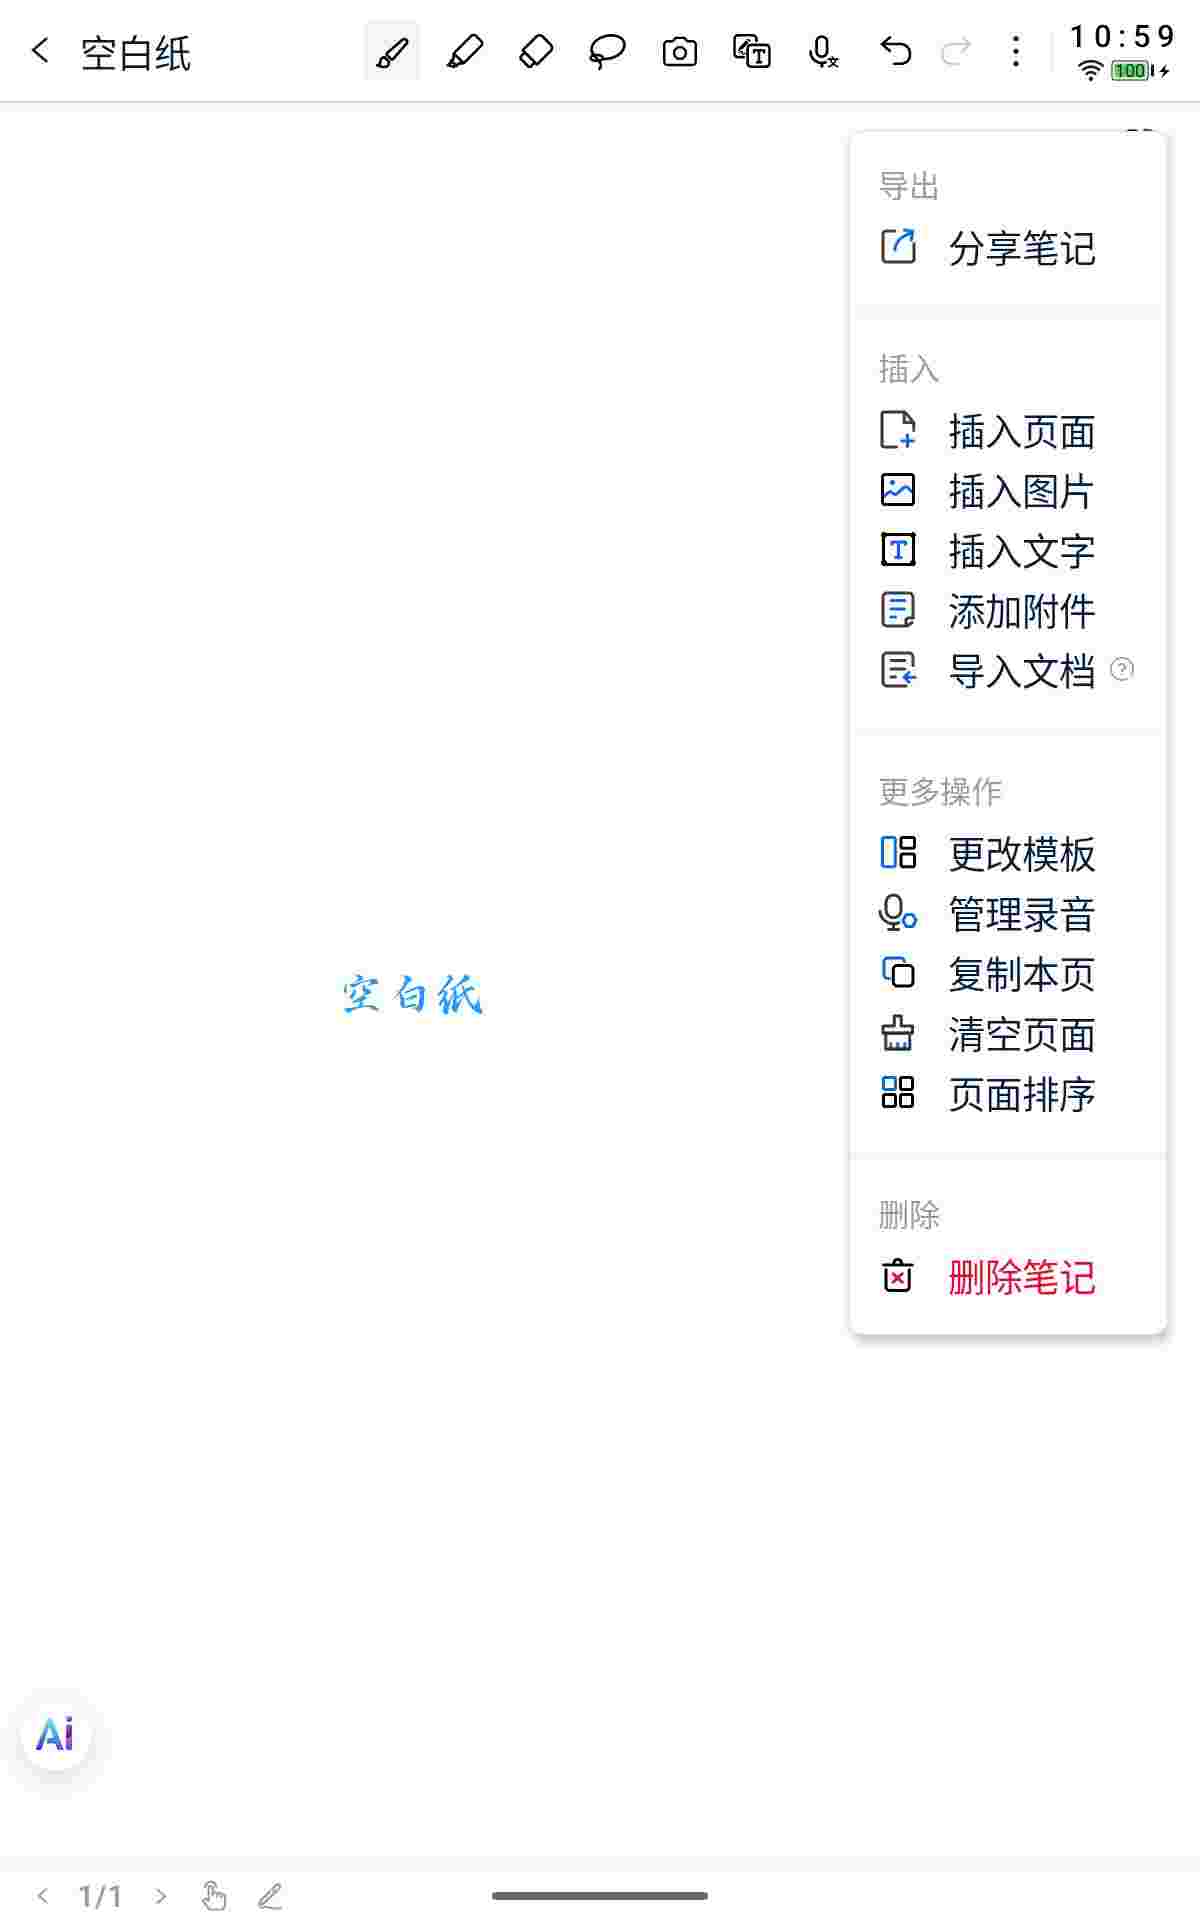 空白纸
10:59
100
导出
分享笔记
插入
插入页面
插入图片
插入文字
添加附件
导入文档
更多操作
更改模板
管理录音
复制本页
清空页面
页面排序
删除
删除笔记
空白纸
Ai
1/1